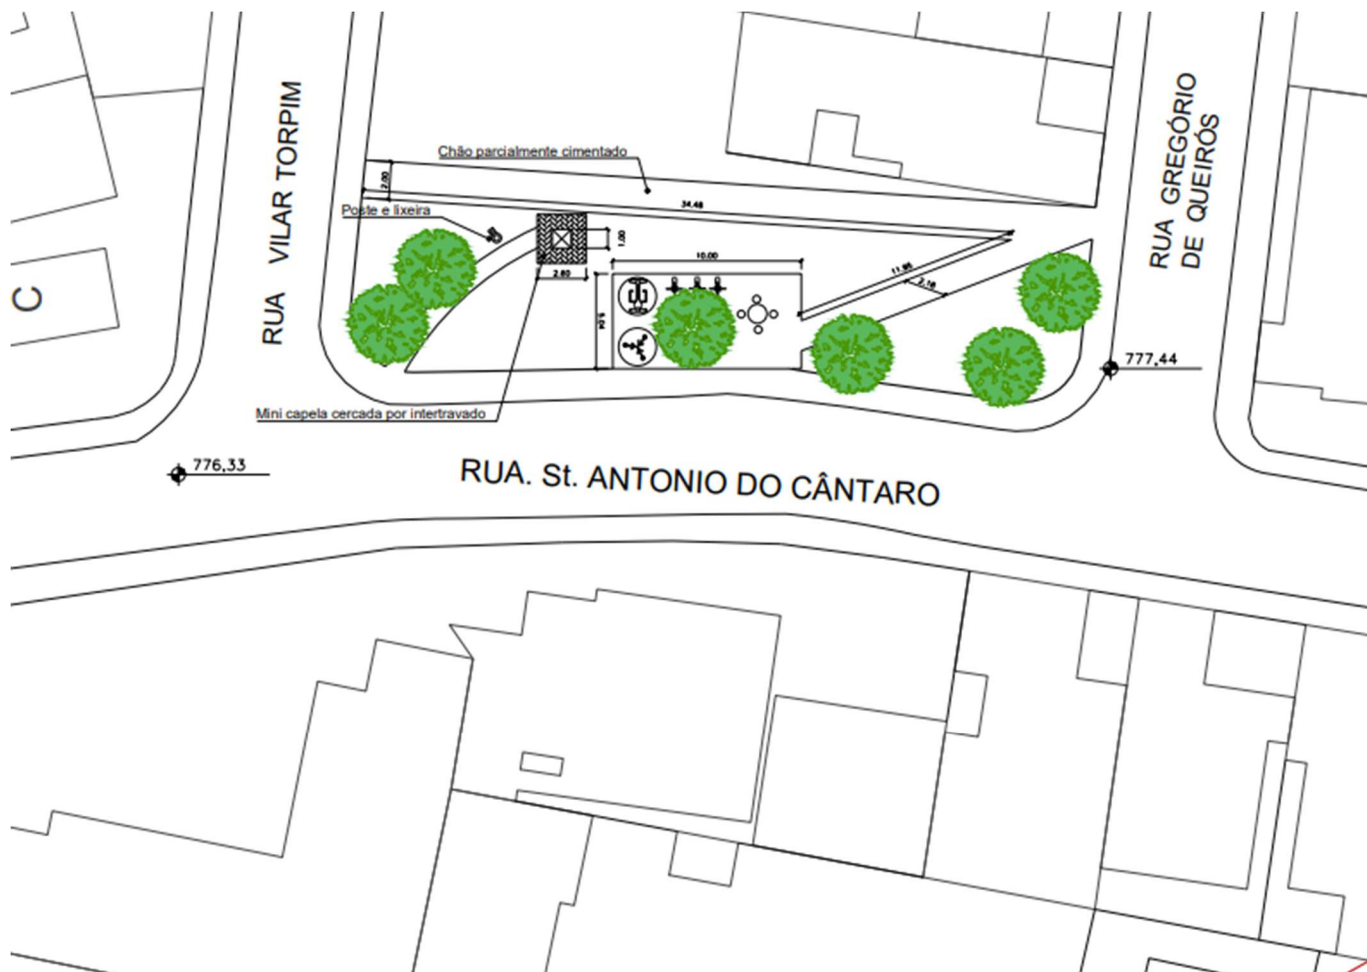 RUA GREGÓRIO
DE QUEIRÓS
RUA VILAR TORPIM
Chão parcialmente cimentado
2.00
34.48
Poste e lixeira
1.00
10.00
2.60
11.95
2.16
5.04
C
777,44
Mini capela cercada por intertravado
776,33
RUA. St. ANTONIO DO CÂNTARO